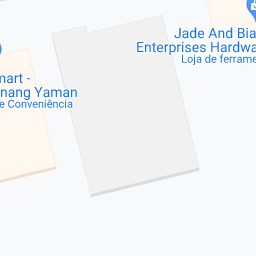 Jade And Bia
Enterprises Hardwa
Loja de ferrame
mart -
nang Yaman
e Conveniência